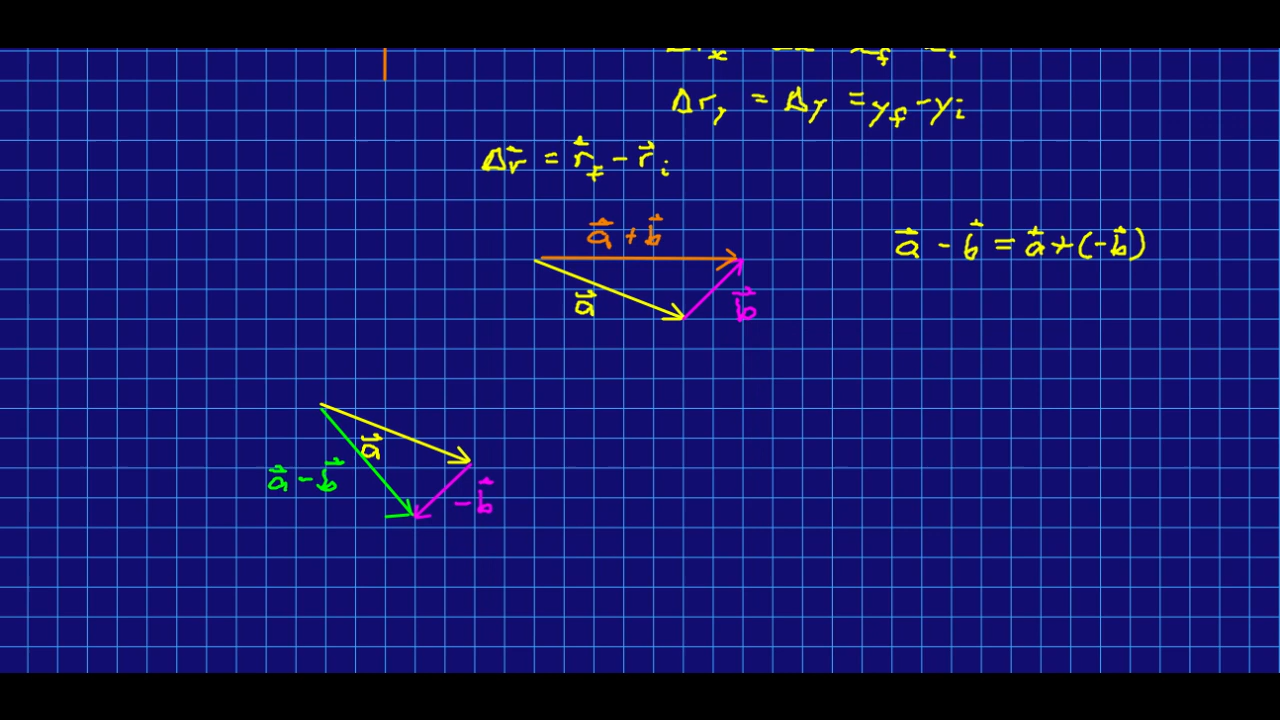 Δr_y = Δy = y_f - y_i
Δr⃗ = r⃗_f - r⃗_i
a⃗ + b⃗
a⃗ - b⃗ = a⃗ + (-b⃗)
a⃗
b⃗
a⃗
a⃗ - b⃗
-b⃗